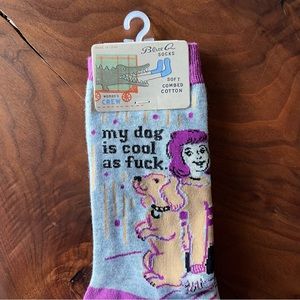 Blue Q
SOCKS
SOFT
COMBED
COTTON
WOMEN'S
CREW
my dog
is cool
as fuck.